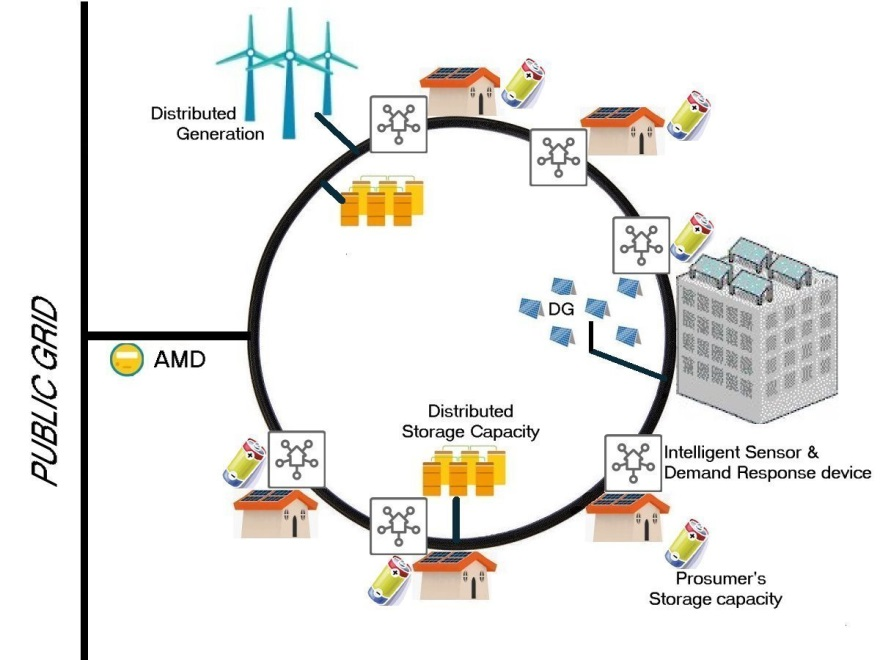 Distributed
Generation
PUBLIC GRID
DG
AMD
Distributed
Storage Capacity
Intelligent Sensor &
Demand Response device
Prosumer's
Storage capacity